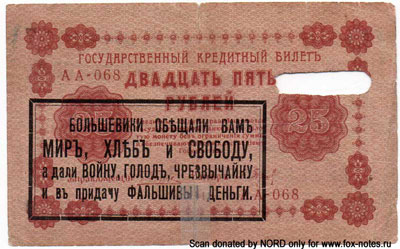 ГОСУДАРСТВЕННЫЙ КРЕДИТНЫЙ БИЛЕТЪ
АА-068
ДВАДЦАТЬ ПЯТЬ
РУБЛЕЙ
25
БОЛЬШЕВИКИ ОБѢЩАЛИ ВАМЪ
МИРЪ, ХЛѢБЪ и СВОБОДУ,
а дали ВОЙНУ, ГОЛОДЪ, ЧРЕЗВЫЧАЙКУ
и въ придачу ФАЛЬШИВЫЯ ДЕНЬГИ.
АА-068
Scan donated by NORD only for www.fox-notes.ru